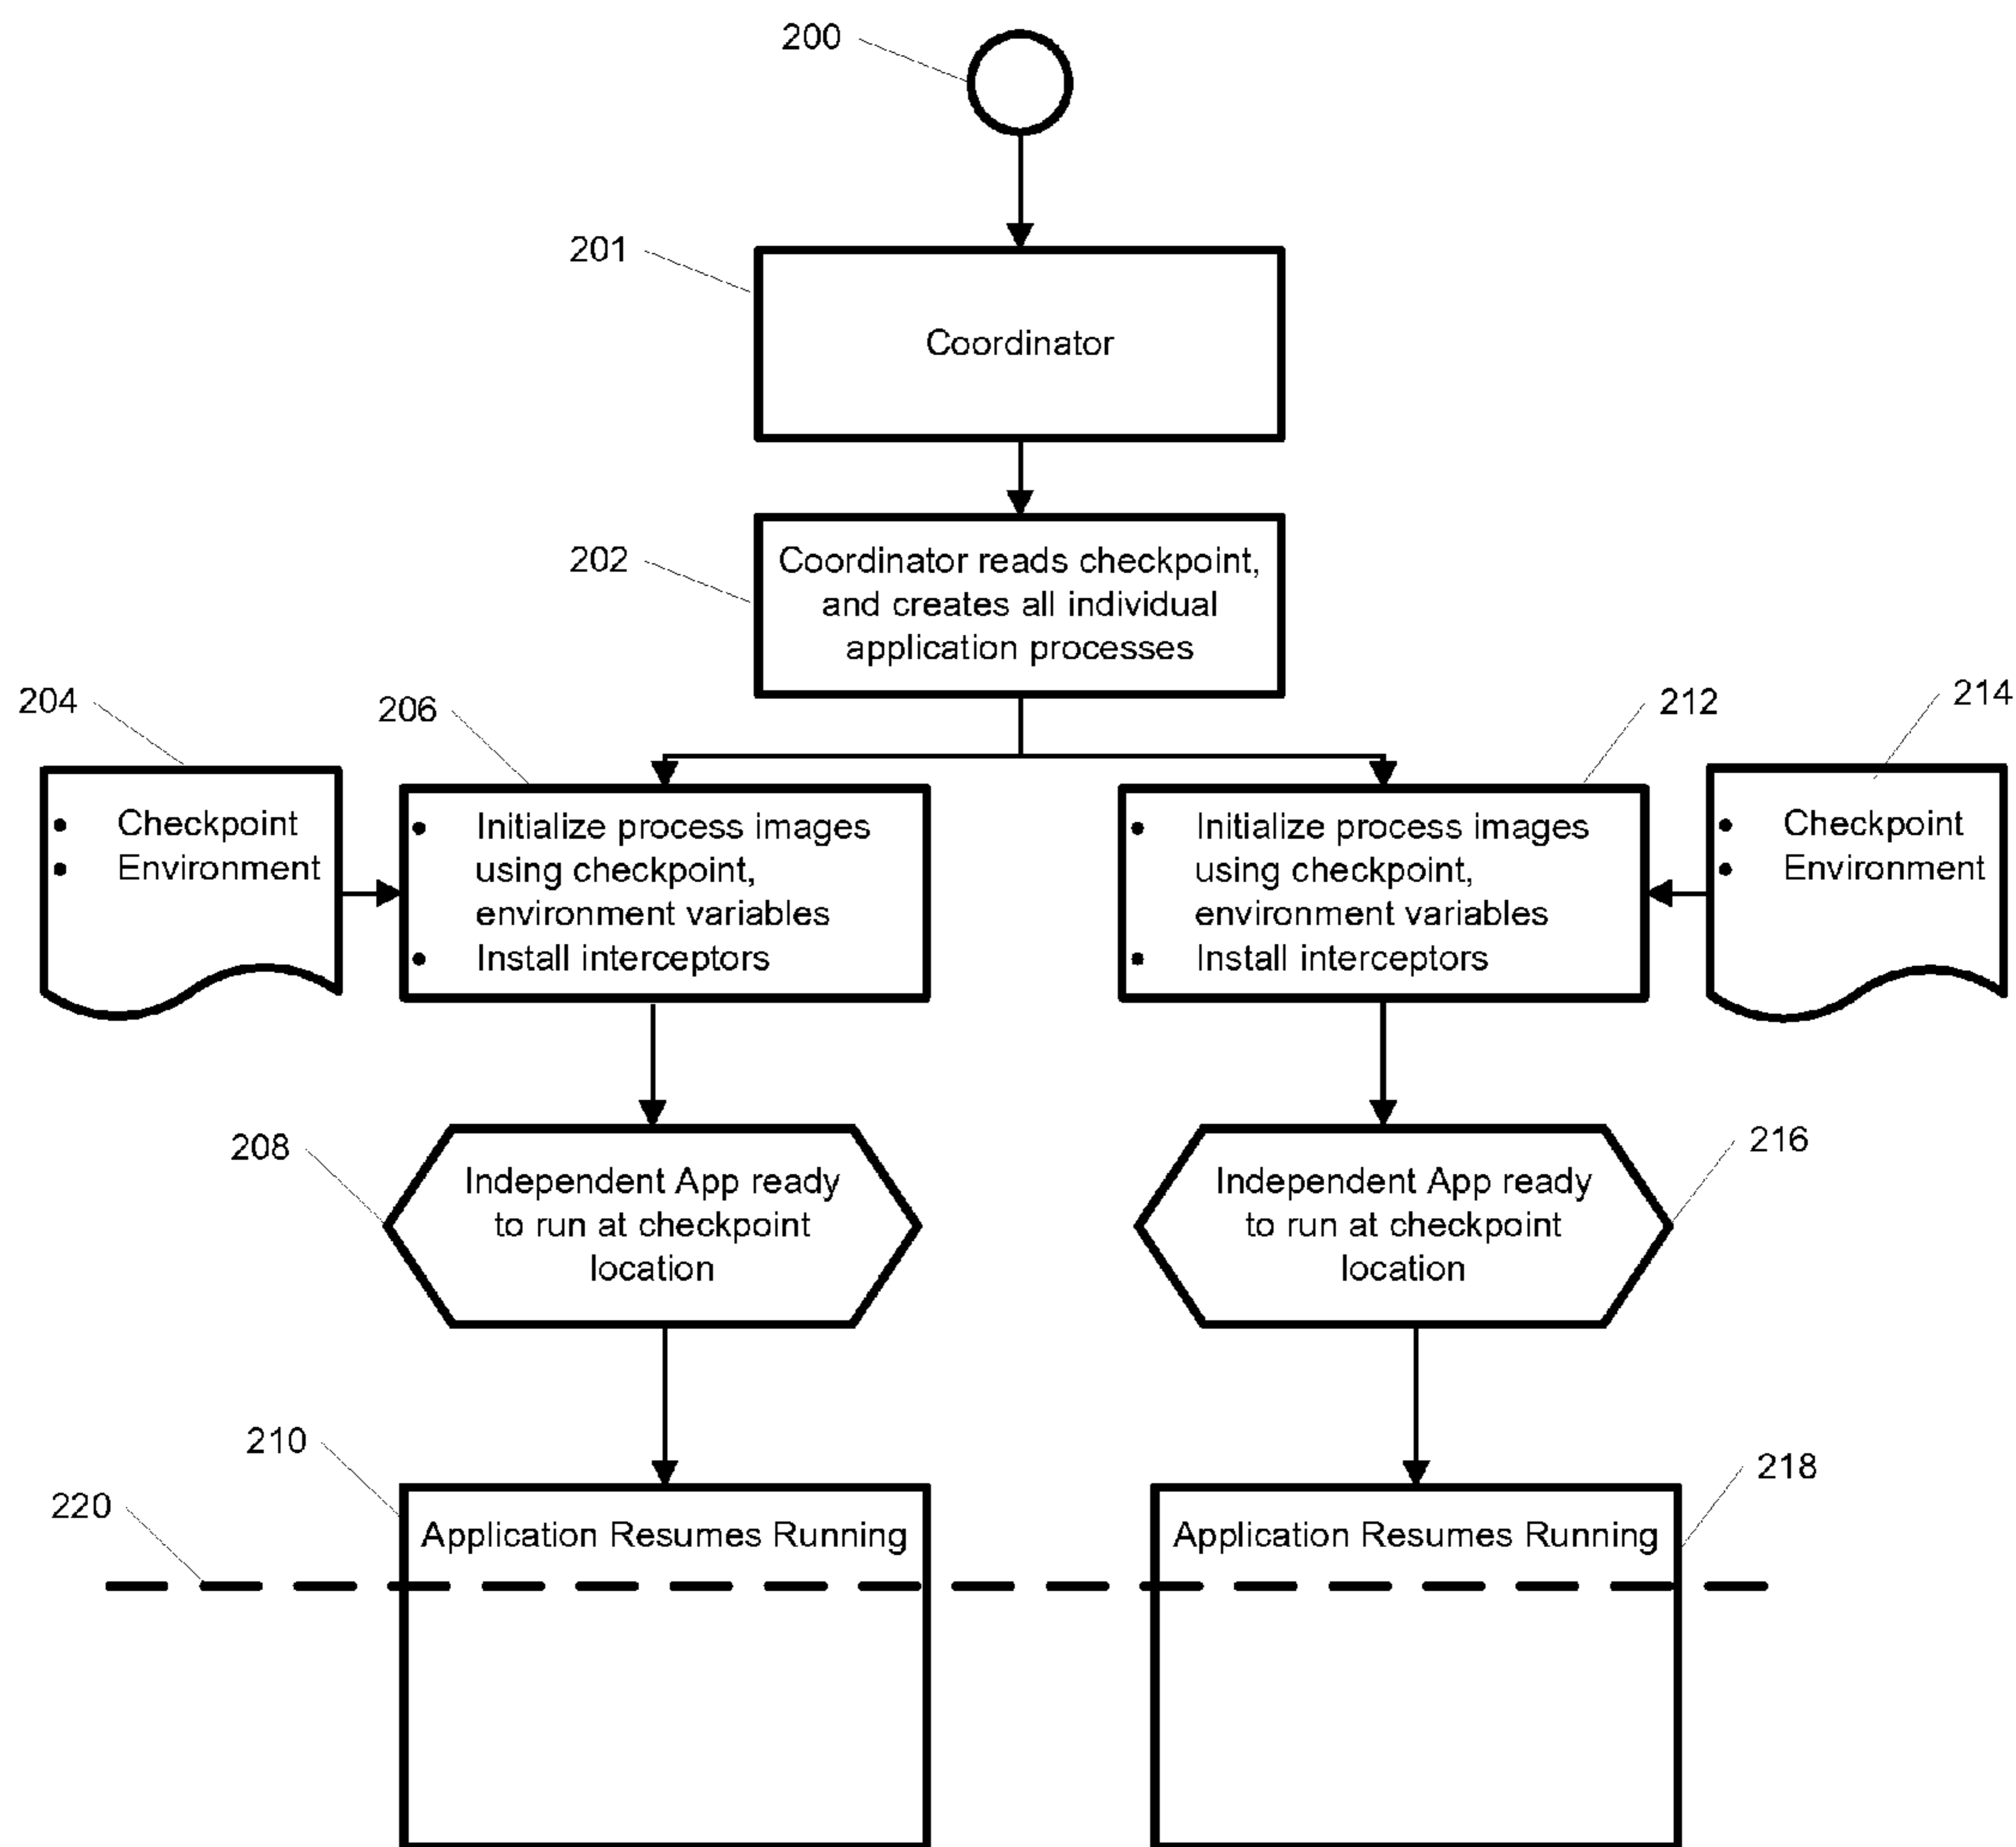 200
201
Coordinator
202
Coordinator reads checkpoint,
and creates all individual
application processes
204
206
212
214
• Checkpoint
• Environment
• Initialize process images
using checkpoint,
environment variables
• Install interceptors
• Initialize process images
using checkpoint,
environment variables
• Install interceptors
• Checkpoint
• Environment
208
Independent App ready
to run at checkpoint
location
Independent App ready
to run at checkpoint
location
216
210
Application Resumes Running
Application Resumes Running
218
220